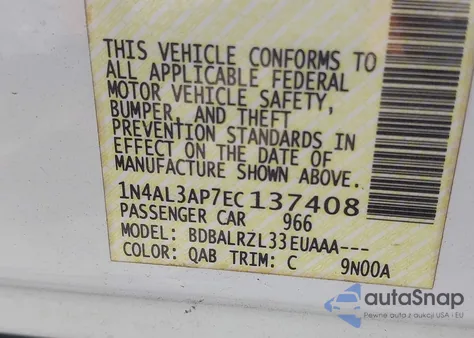 THIS VEHICLE CONFORMS TO
ALL APPLICABLE FEDERAL
MOTOR VEHICLE SAFETY,
BUMPER, AND THEFT
PREVENTION STANDARDS IN
EFFECT ON THE DATE OF
MANUFACTURE SHOWN ABOVE.
1N4AL3AP7EC137408
PASSENGER CAR 966
MODEL: BDBALRZL33EUAAA---
COLOR: QAB TRIM: C 9N00A
autoSnap
Pewne auta z aukcji USA i EU